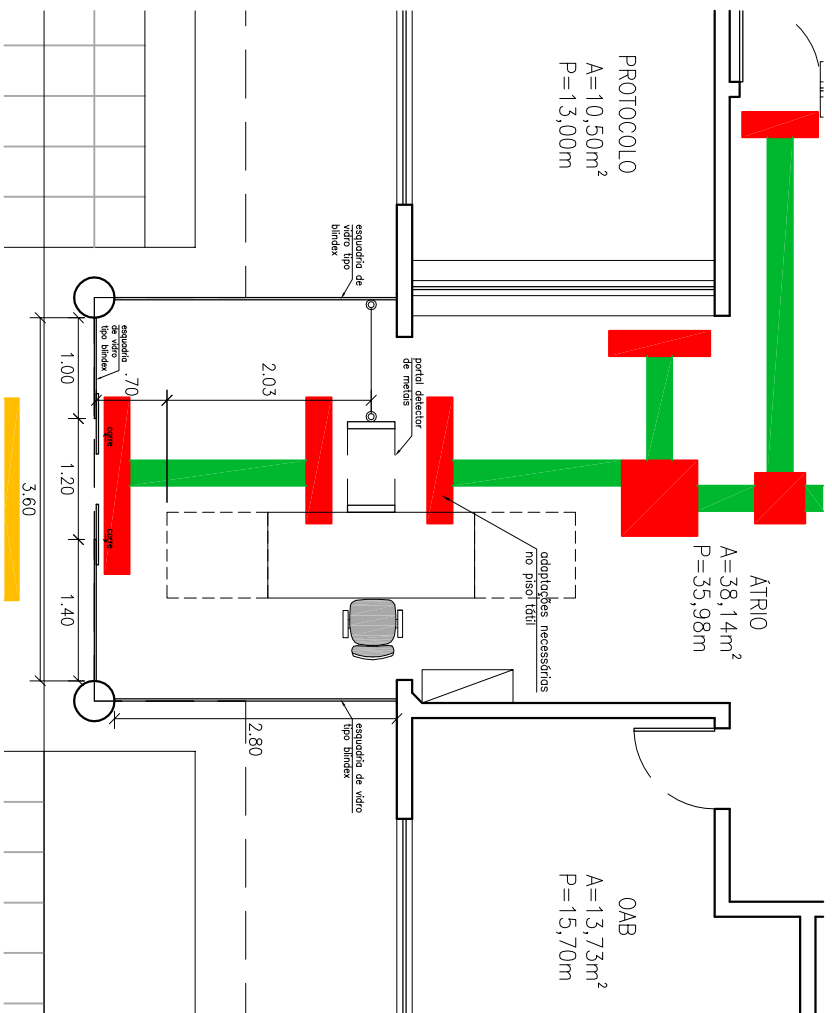 PROTOCOLO
A=10,50m²
P=13,00m
esquadria de
vidro tipo
blindex
esquadria
de vidro
tipo blindex
1.00
.70
2.03
portal detector
de metais
corre
1.20
3.60
corre
1.40
adaptações necessárias
no piso tátil
ÁTRIO
A=38,14m²
P=35,98m
2.80
esquadria de vidro
tipo blindex
OAB
A=13,73m²
P=15,70m